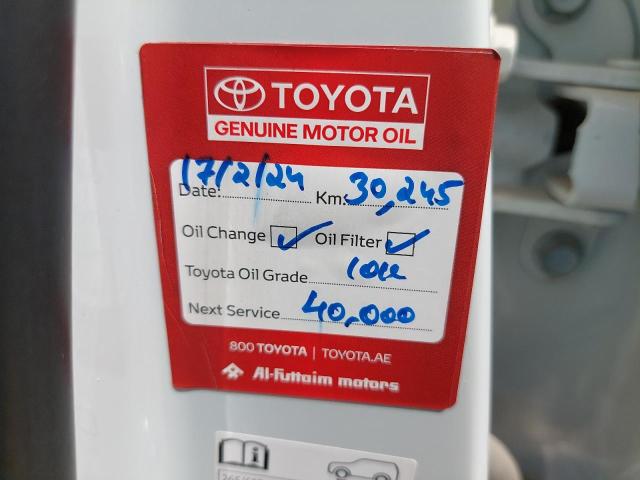 TOYOTA
GENUINE MOTOR OIL
Date: 17/2/24 Km: 30,245
Oil Change ✓ Oil Filter ✓
Toyota Oil Grade
Next Service 40,000
800 TOYOTA | TOYOTA.AE
Al-Futtaim motors